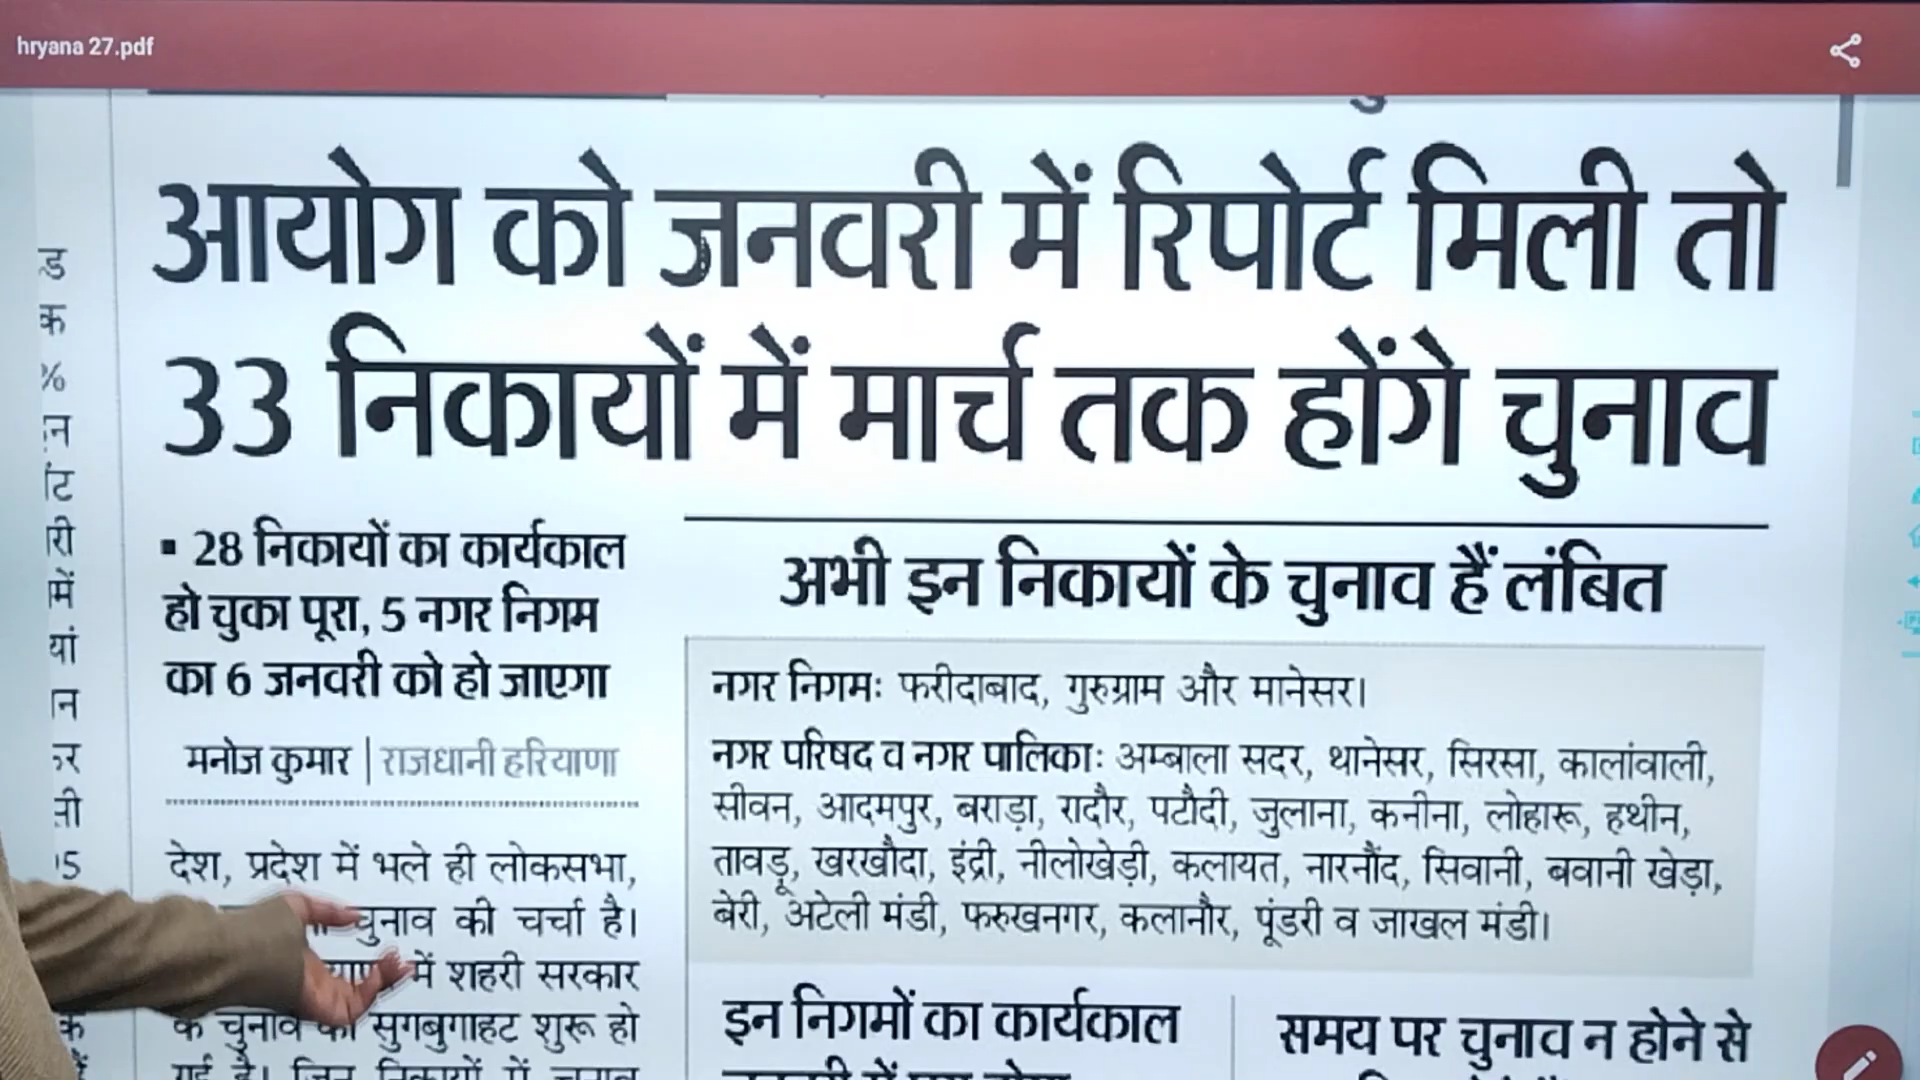 hryana 27.pdf
आयोग को जनवरी में रिपोर्ट मिली तो
33 निकायों में मार्च तक होंगे चुनाव
▪ 28 निकायों का कार्यकाल
हो चुका पूरा, 5 नगर निगम
का 6 जनवरी को हो जाएगा
मनोज कुमार | राजधानी हरियाणा
देश, प्रदेश में भले ही लोकसभा,
चुनाव की चर्चा है।
में शहरी सरकार
के चुनाव की सुगबुगाहट शुरू हो
गई है। जिन निकायों में चुनाव
अभी इन निकायों के चुनाव हैं लंबित
नगर निगमः फरीदाबाद, गुरुग्राम और मानेसर।
नगर परिषद व नगर पालिकाः अम्बाला सदर, थानेसर, सिरसा, कालांवाली,
सीवन, आदमपुर, बराड़ा, रादौर, पटौदी, जुलाना, कनीना, लोहारू, हथीन,
तावड़ू, खरखौदा, इंद्री, नीलोखेड़ी, कलायत, नारनौंद, सिवानी, बवानी खेड़ा,
बेरी, अटेली मंडी, फरुखनगर, कलानौर, पूंडरी व जाखल मंडी।
इन निगमों का कार्यकाल
समय पर चुनाव न होने से